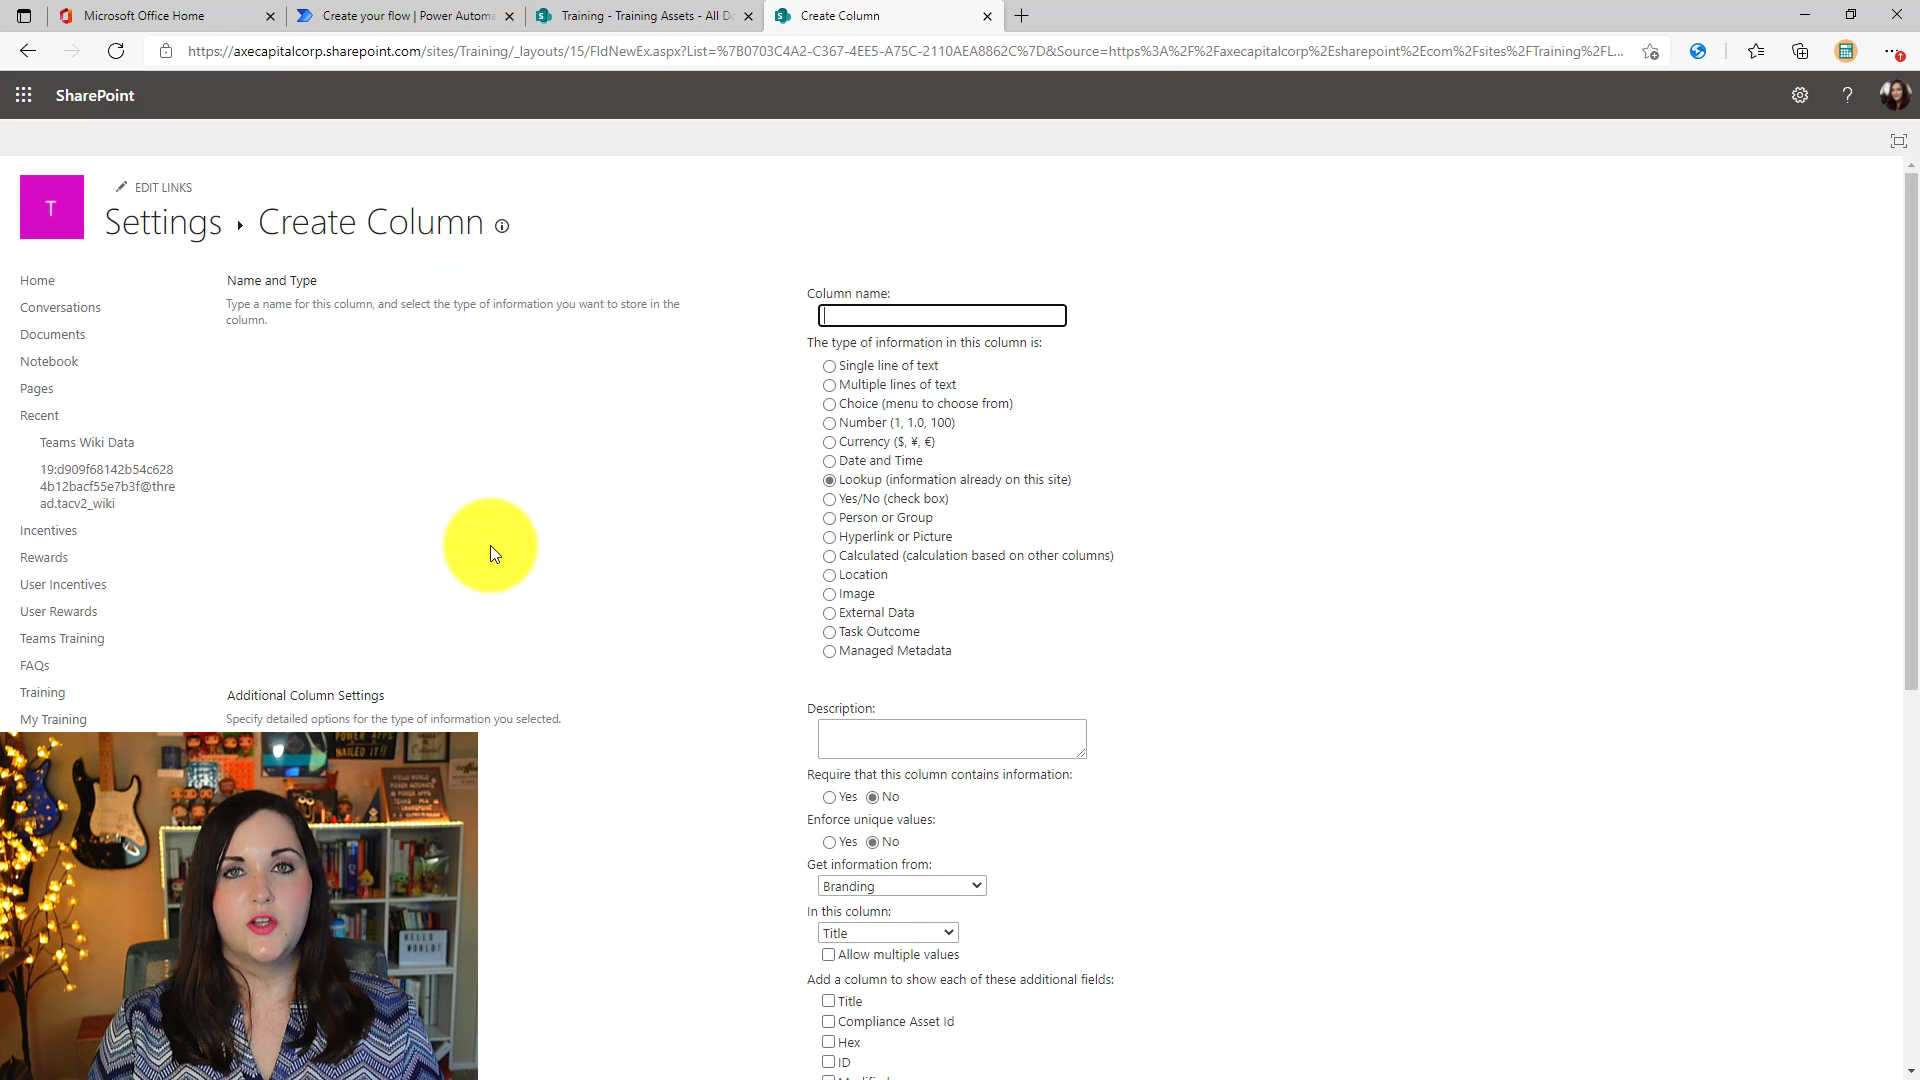 Microsoft Office Home
Create your flow | Power Automa
Training - Training Assets - All Do
Create Column
https://axecapitalcorp.sharepoint.com/sites/Training/_layouts/15/FldNewEx.aspx?List=%7B0703C4A2-C367-4EE5-A75C-2110AEA8862C%7D&Source=https%3A%2F%2Faxecapitalcorp%2Esharepoint%2Ecom%2Fsites%2FTraining%2FL...
SharePoint
T
EDIT LINKS
Settings ▸ Create Column
Home
Conversations
Documents
Notebook
Pages
Recent
Teams Wiki Data
19:d909f68142b54c628
4b12bacf55e7b3f@thre
ad.tacv2_wiki
Incentives
Rewards
User Incentives
User Rewards
Teams Training
FAQs
Training
My Training
Name and Type
Type a name for this column, and select the type of information you want to store in the
column.
Column name:
The type of information in this column is:
Single line of text
Multiple lines of text
Choice (menu to choose from)
Number (1, 1.0, 100)
Currency ($, ¥, €)
Date and Time
Lookup (information already on this site)
Yes/No (check box)
Person or Group
Hyperlink or Picture
Calculated (calculation based on other columns)
Location
Image
External Data
Task Outcome
Managed Metadata
Additional Column Settings
Specify detailed options for the type of information you selected.
Description:
Require that this column contains information:
Yes No
Enforce unique values:
Yes No
Get information from:
Branding
In this column:
Title
Allow multiple values
Add a column to show each of these additional fields:
Title
Compliance Asset Id
Hex
ID
POWER APPS
NAILED IT!!
HELLO
WORLD!